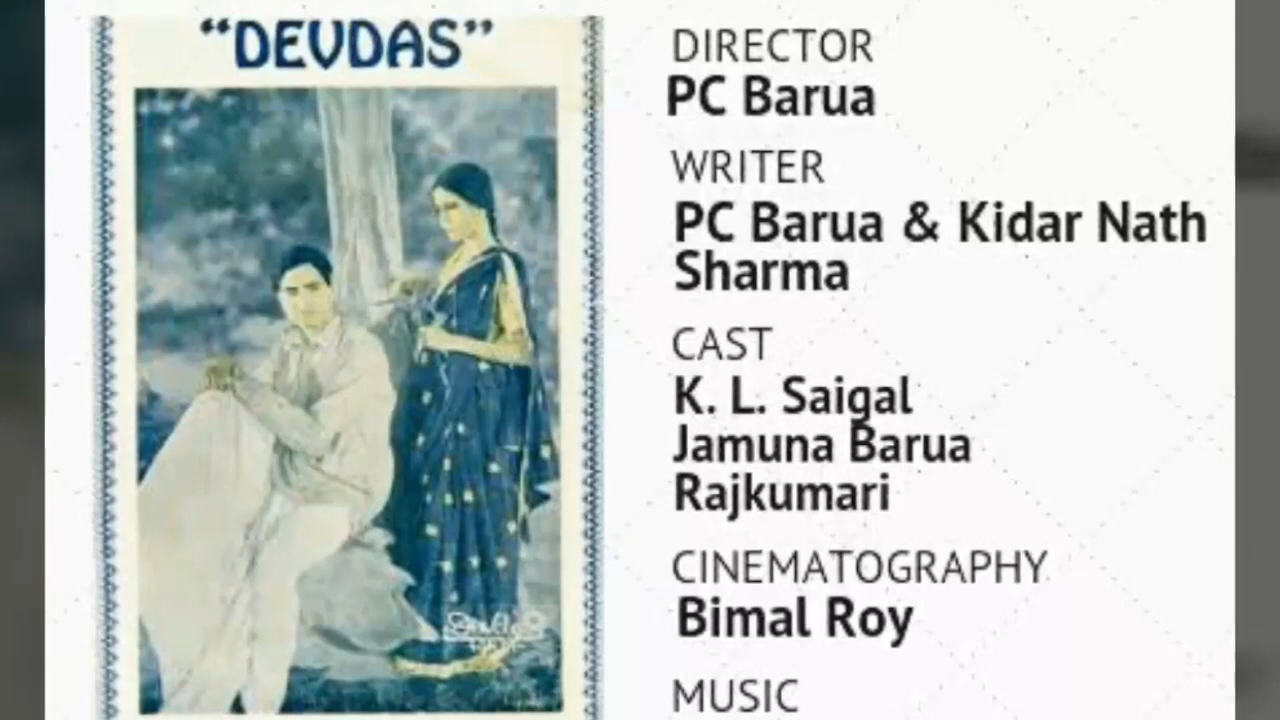 “DEVDAS”
DIRECTOR
PC Barua
WRITER
PC Barua & Kidar Nath
Sharma
CAST
K. L. Saigal
Jamuna Barua
Rajkumari
CINEMATOGRAPHY
Bimal Roy
MUSIC